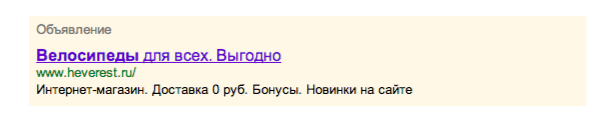 Объявление
Велосипеды для всех. Выгодно
www.heverest.ru/
Интернет-магазин. Доставка 0 руб. Бонусы. Новинки на сайте